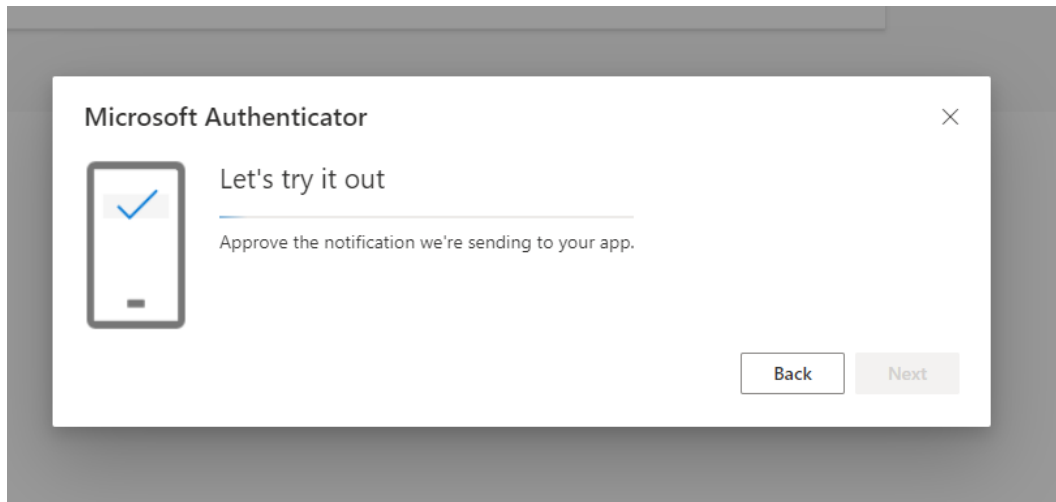 Microsoft Authenticator
Let's try it out
Approve the notification we're sending to your app.
Back
Next